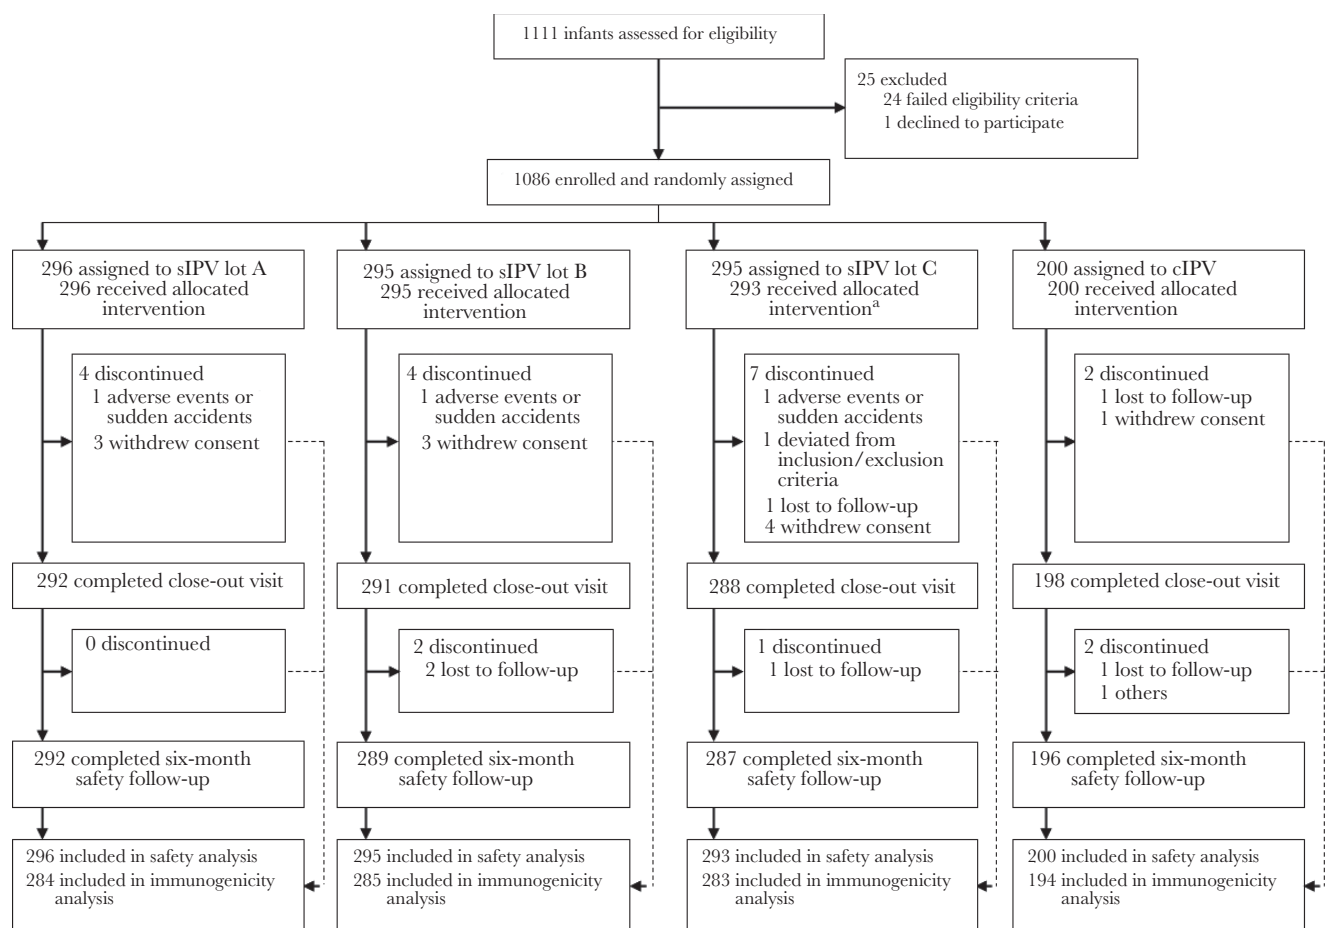 1111 infants assessed for eligibility
25 excluded
24 failed eligibility criteria
1 declined to participate
1086 enrolled and randomly assigned
296 assigned to sIPV lot A
296 received allocated
intervention
295 assigned to sIPV lot B
295 received allocated
intervention
295 assigned to sIPV lot C
293 received allocated
interventionᵃ
200 assigned to cIPV
200 received allocated
intervention
4 discontinued
1 adverse events or
sudden accidents
3 withdrew consent
4 discontinued
1 adverse events or
sudden accidents
3 withdrew consent
7 discontinued
1 adverse events or
sudden accidents
1 deviated from
inclusion/exclusion
criteria
1 lost to follow-up
4 withdrew consent
2 discontinued
1 lost to follow-up
1 withdrew consent
292 completed close-out visit
291 completed close-out visit
288 completed close-out visit
198 completed close-out visit
0 discontinued
2 discontinued
2 lost to follow-up
1 discontinued
1 lost to follow-up
2 discontinued
1 lost to follow-up
1 others
292 completed six-month
safety follow-up
289 completed six-month
safety follow-up
287 completed six-month
safety follow-up
196 completed six-month
safety follow-up
296 included in safety analysis
284 included in immunogenicity
analysis
295 included in safety analysis
285 included in immunogenicity
analysis
293 included in safety analysis
283 included in immunogenicity
analysis
200 included in safety analysis
194 included in immunogenicity
analysis